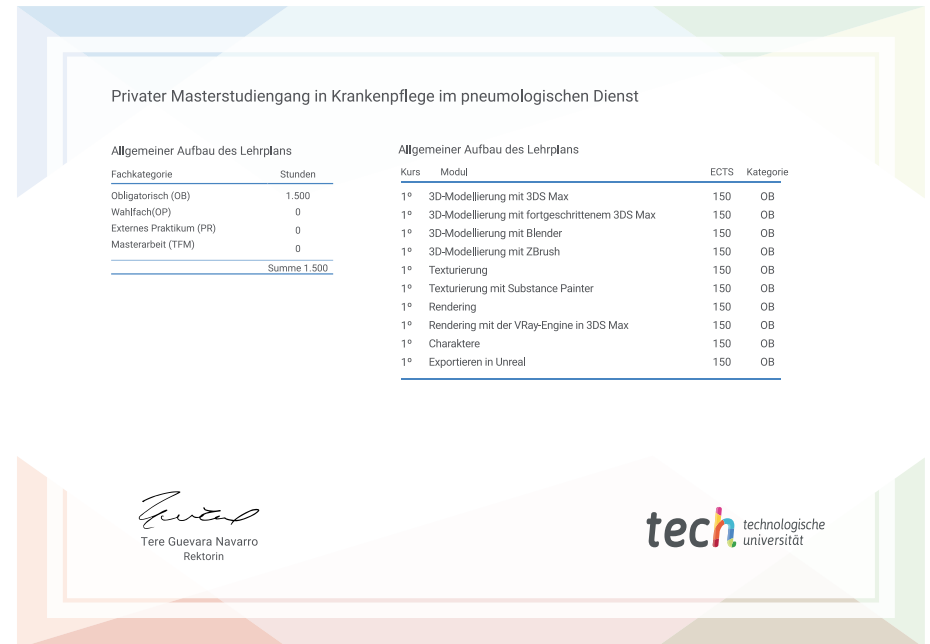 Privater Masterstudiengang in Krankenpflege im pneumologischen Dienst
Allgemeiner Aufbau des Lehrplans
Fachkategorie Stunden
Obligatorisch (OB) 1.500
Wahlfach(OP) 0
Externes Praktikum (PR) 0
Masterarbeit (TFM) 0
Summe 1.500
Allgemeiner Aufbau des Lehrplans
Kurs Modul ECTS Kategorie
1º 3D-Modellierung mit 3DS Max 150 OB
1º 3D-Modellierung mit fortgeschrittenem 3DS Max 150 OB
1º 3D-Modellierung mit Blender 150 OB
1º 3D-Modellierung mit ZBrush 150 OB
1º Texturierung 150 OB
1º Texturierung mit Substance Painter 150 OB
1º Rendering 150 OB
1º Rendering mit der VRay-Engine in 3DS Max 150 OB
1º Charaktere 150 OB
1º Exportieren in Unreal 150 OB
Tere Guevara Navarro
Rektorin
tech technologische
universität